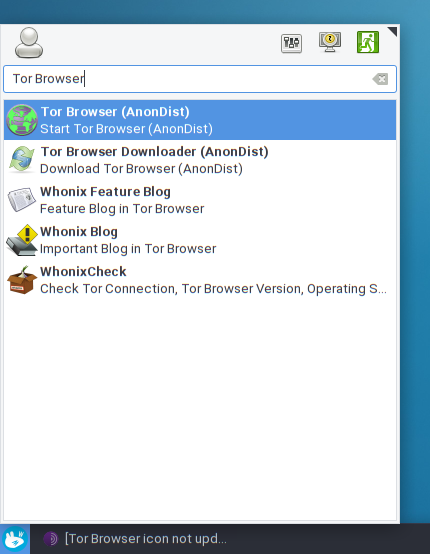 Tor Browser
Tor Browser (AnonDist)
Start Tor Browser (AnonDist)
Tor Browser Downloader (AnonDist)
Download Tor Browser (AnonDist)
Whonix Feature Blog
Feature Blog in Tor Browser
Whonix Blog
Important Blog in Tor Browser
WhonixCheck
Check Tor Connection, Tor Browser Version, Operating S...
[Tor Browser icon not upd...